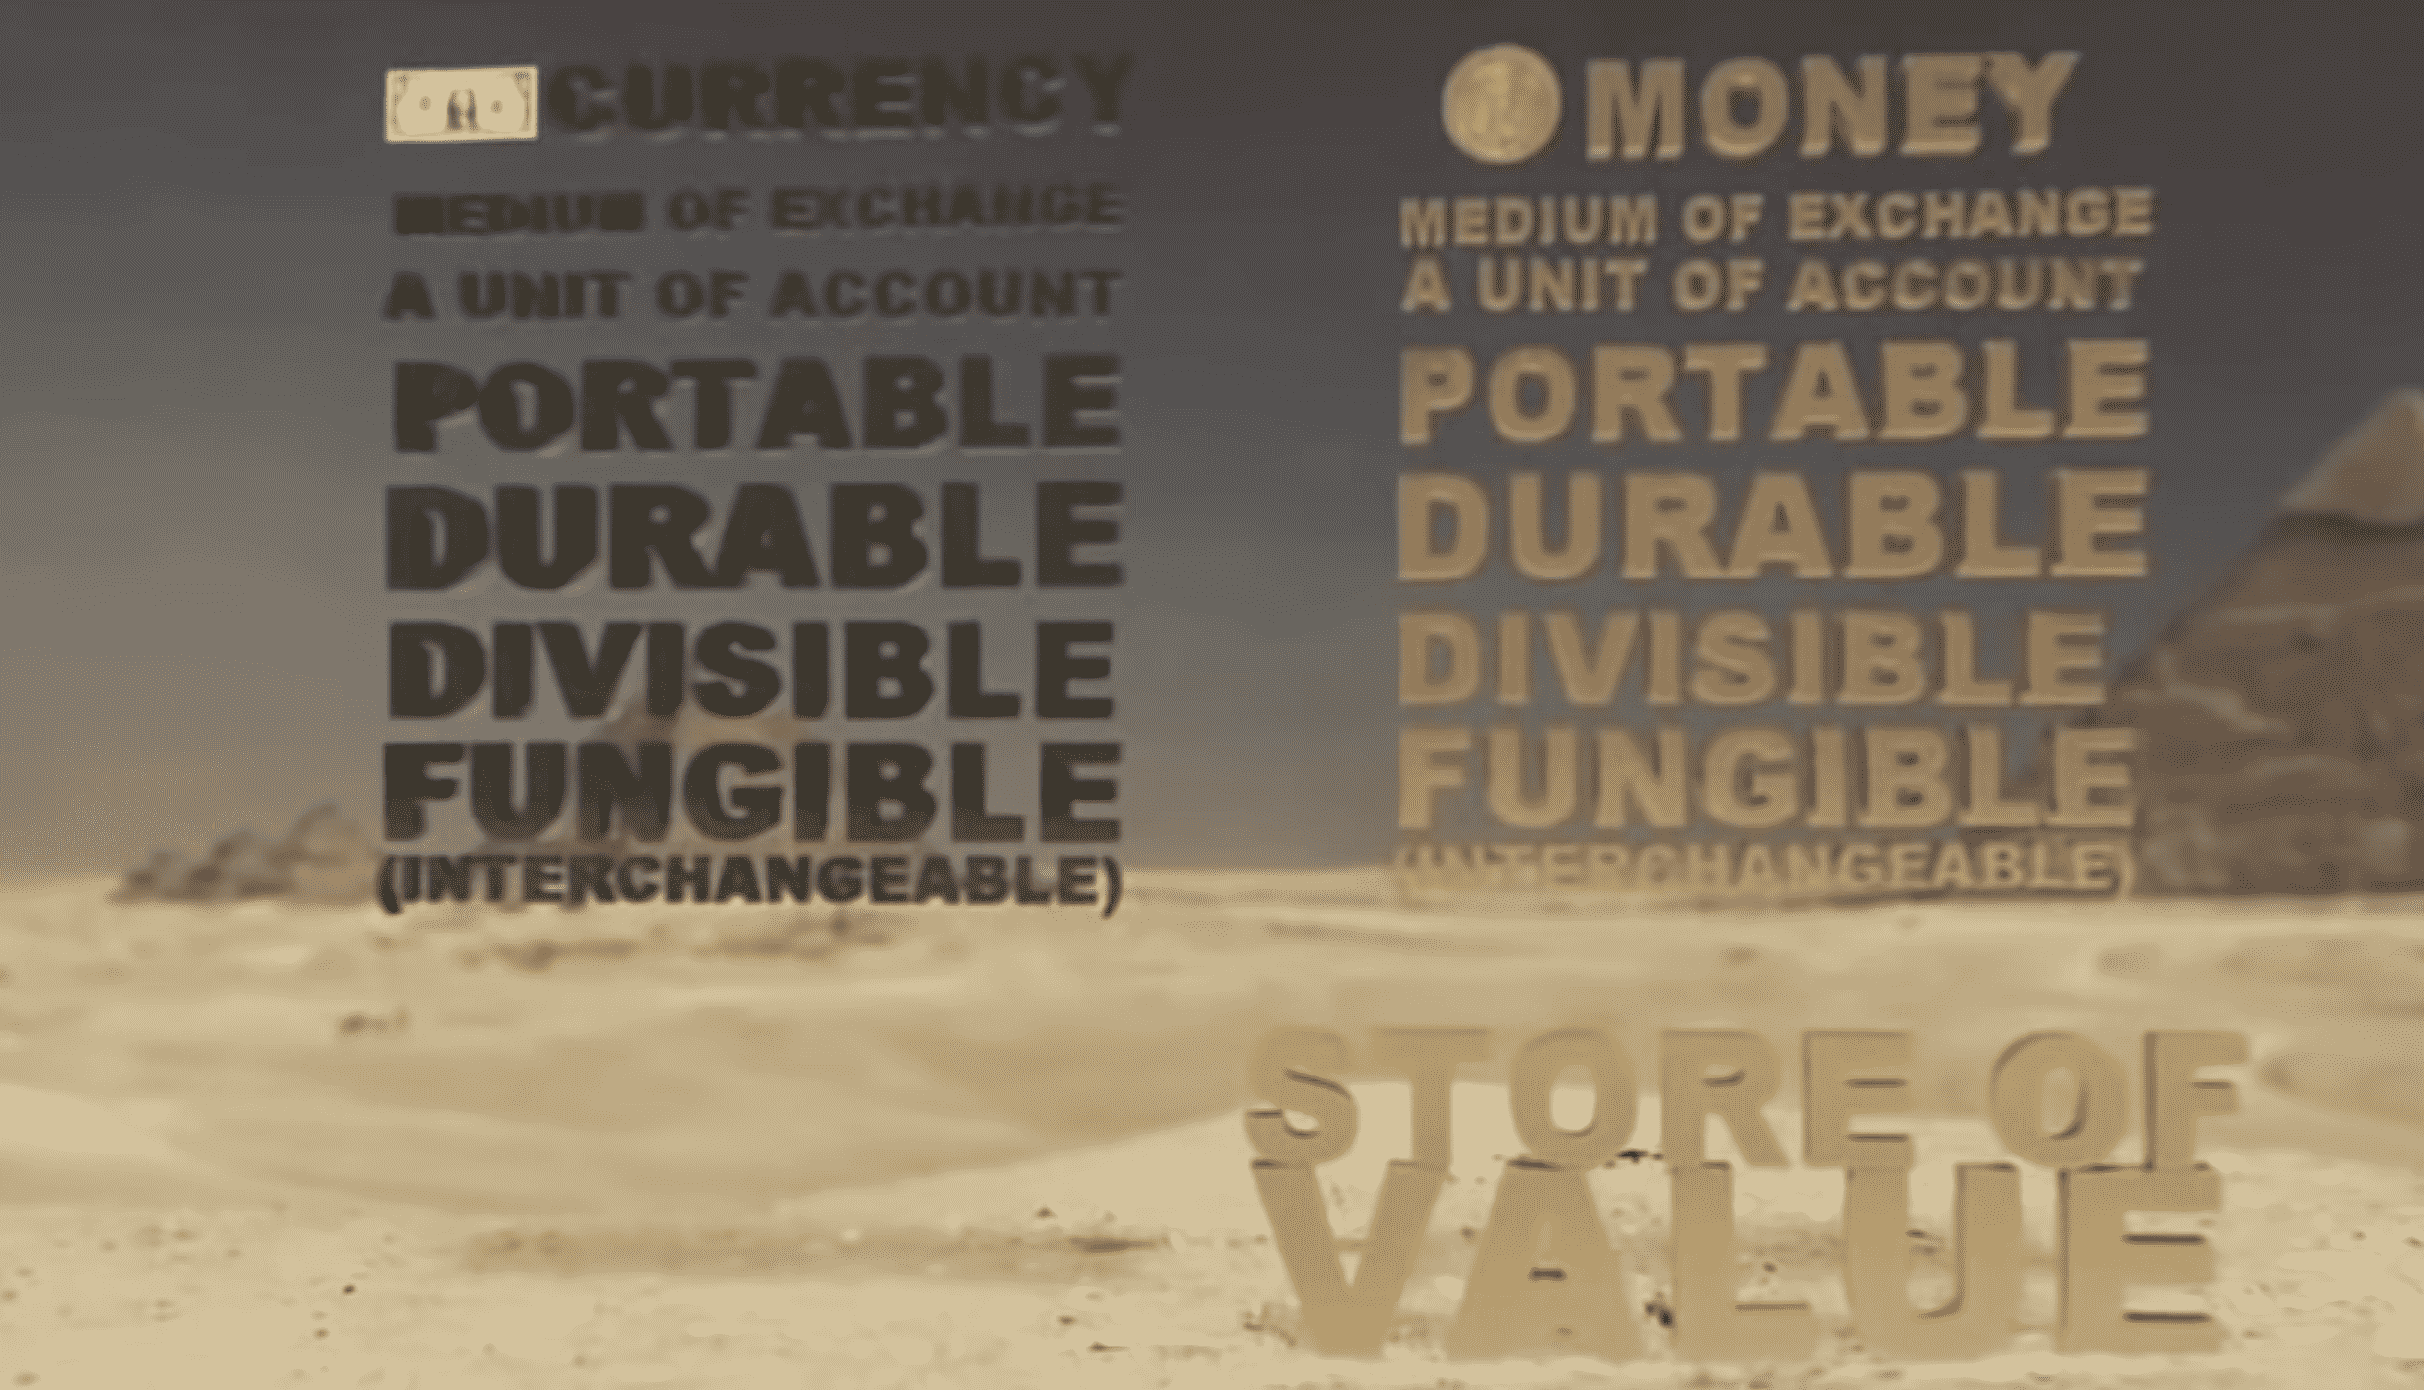 CURRENCY
MEDIUM OF EXCHANGE
A UNIT OF ACCOUNT
PORTABLE
DURABLE
DIVISIBLE
FUNGIBLE
(INTERCHANGEABLE)
MONEY
MEDIUM OF EXCHANGE
A UNIT OF ACCOUNT
PORTABLE
DURABLE
DIVISIBLE
FUNGIBLE
(INTERCHANGEABLE)
STORE OF
VALUE